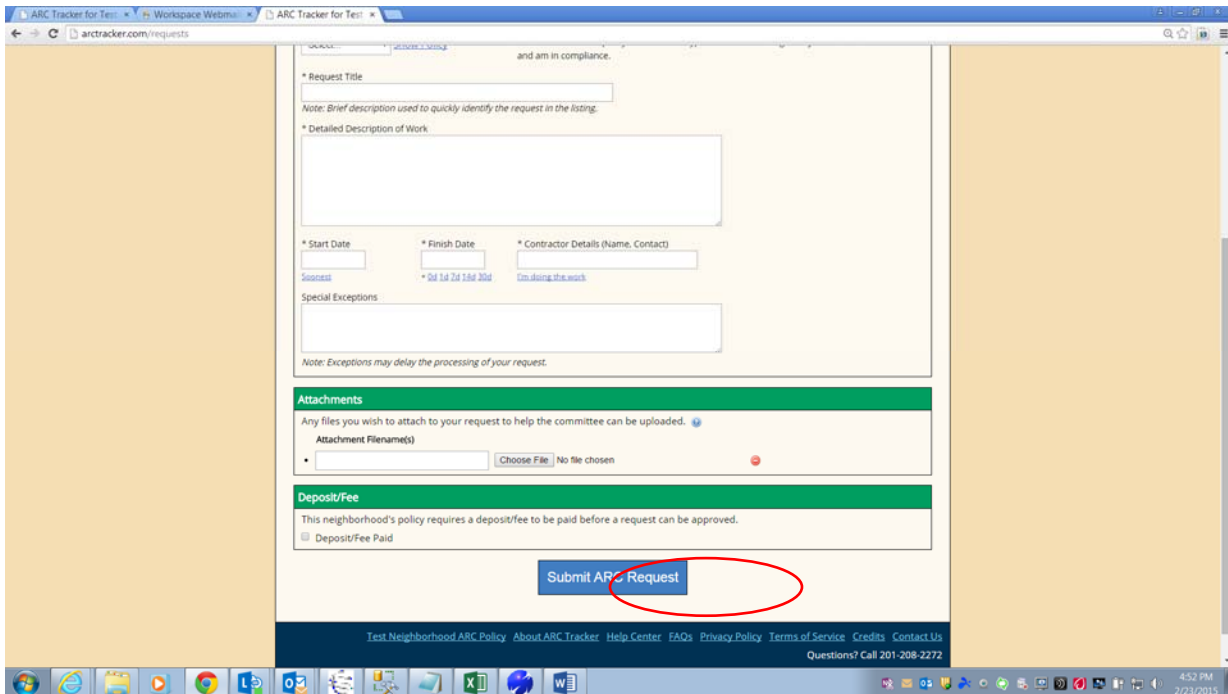 ARC Tracker for Test
Workspace Webmai
ARC Tracker for Test
arctracker.com/requests
Select...
Show Policy
and am in compliance.
* Request Title
Note: Brief description used to quickly identify the request in the listing.
* Detailed Description of Work
* Start Date * Finish Date * Contractor Details (Name, Contact)
Soonest + 0d 1d 7d 14d 30d I'm doing the work
Special Exceptions
Note: Exceptions may delay the processing of your request.
Attachments
Any files you wish to attach to your request to help the committee can be uploaded.
Attachment Filename(s)
Choose File No file chosen
Deposit/Fee
This neighborhood's policy requires a deposit/fee to be paid before a request can be approved.
Deposit/Fee Paid
Submit ARC Request
Test Neighborhood ARC Policy About ARC Tracker Help Center FAQs Privacy Policy Terms of Service Credits Contact Us
Questions? Call 201-208-2272
4:52 PM
2/23/2015